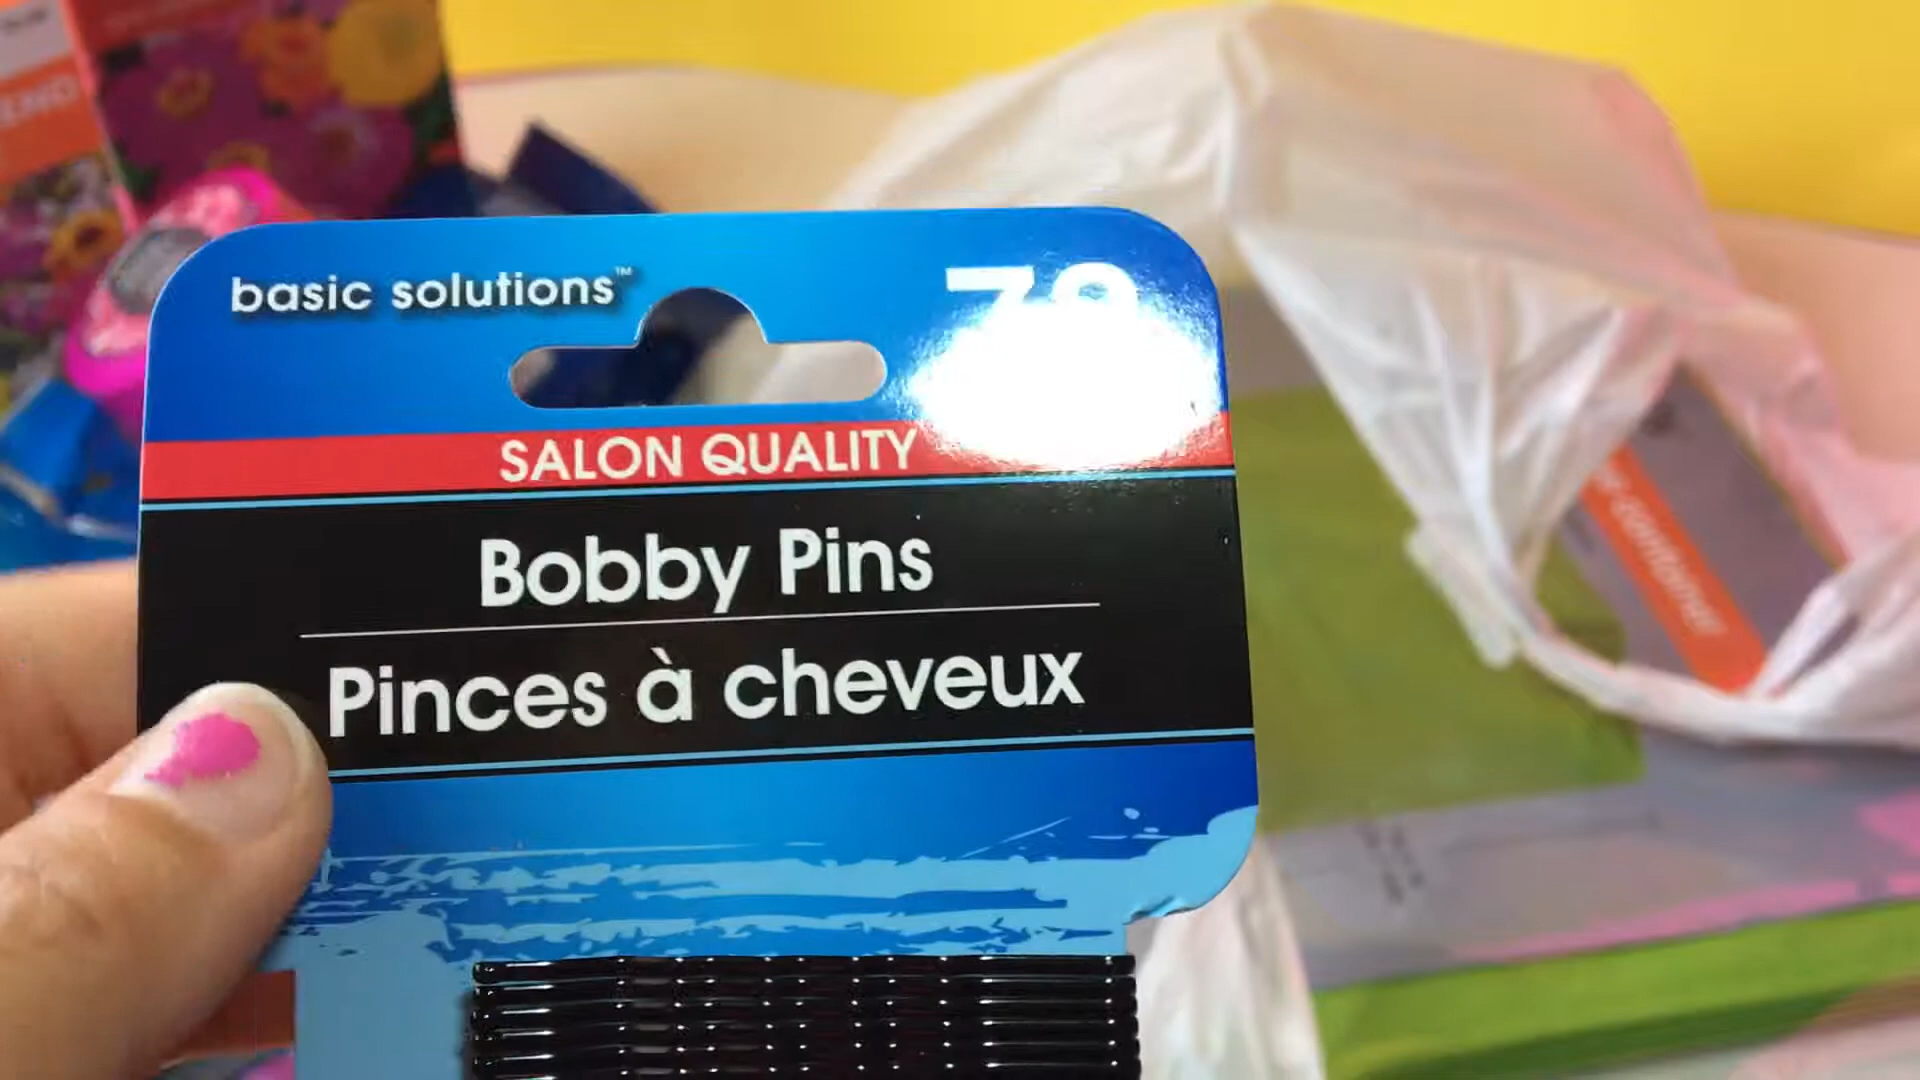 basic solutions™
SALON QUALITY
Bobby Pins
Pinces à cheveux